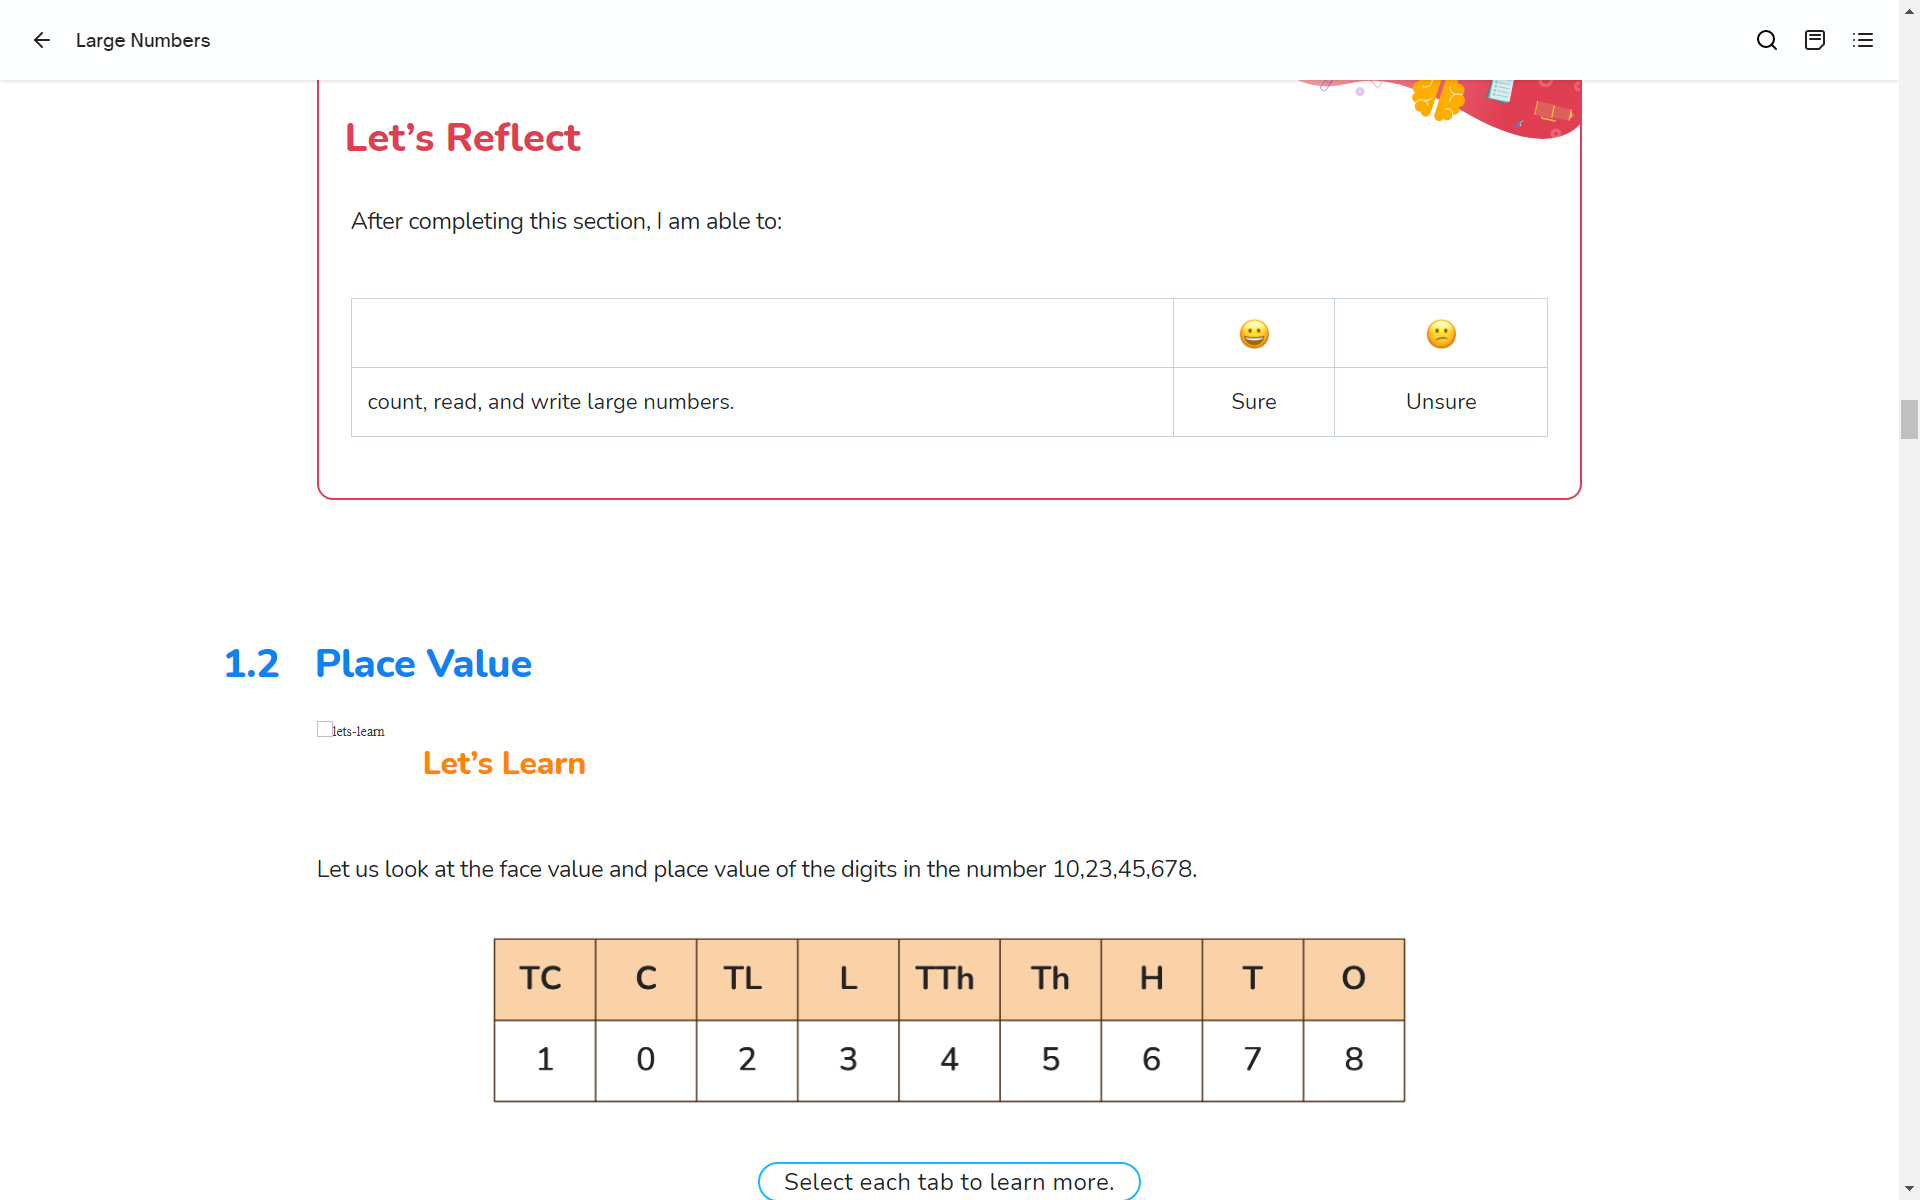 Large Numbers
Let’s Reflect
After completing this section, I am able to:
count, read, and write large numbers. Sure Unsure
1.2 Place Value
lets-learn
Let’s Learn
Let us look at the face value and place value of the digits in the number 10,23,45,678.
TC C TL L TTh Th H T O
1 0 2 3 4 5 6 7 8
Select each tab to learn more.